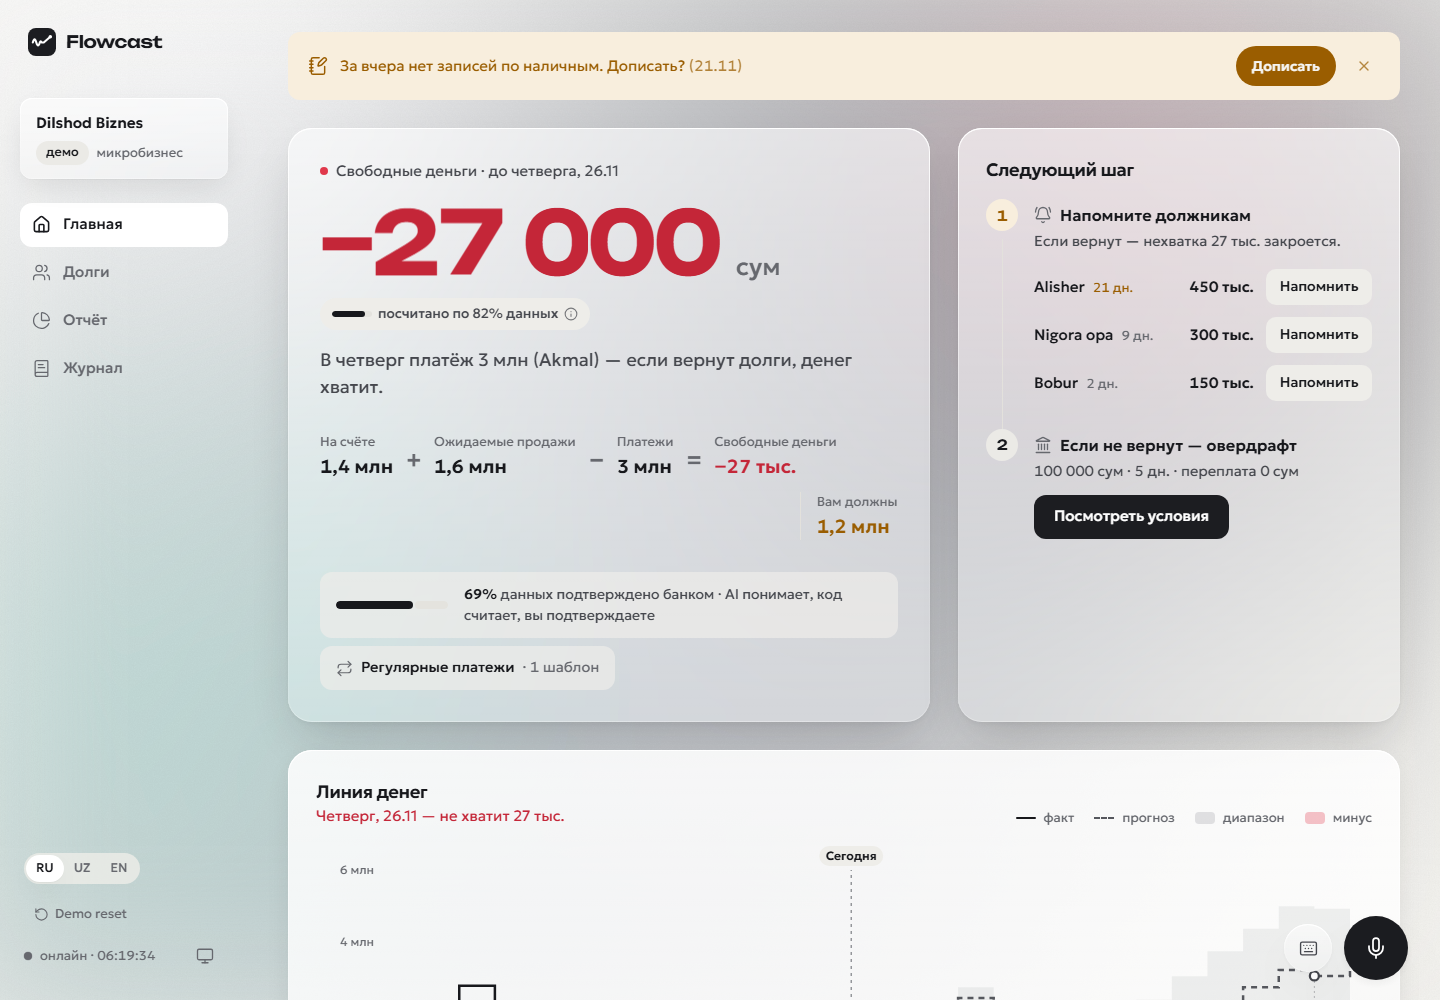 Flowcast
Dilshod Biznes
демо микробизнес
Главная
Долги
Отчёт
Журнал
RU UZ EN
Demo reset
онлайн · 06:19:34
За вчера нет записей по наличным. Дописать? (21.11)
Дописать
Свободные деньги · до четверга, 26.11
−27 000 сум
посчитано по 82% данных
В четверг платёж 3 млн (Akmal) — если вернут долги, денег
хватит.
На счёте Ожидаемые продажи Платежи Свободные деньги
1,4 млн + 1,6 млн − 3 млн = −27 тыс.
Вам должны
1,2 млн
69% данных подтверждено банком · AI понимает, код
считает, вы подтверждаете
Регулярные платежи · 1 шаблон
Следующий шаг
1 Напомните должникам
Если вернут — нехватка 27 тыс. закроется.
Alisher 21 дн. 450 тыс. Напомнить
Nigora opa 9 дн. 300 тыс. Напомнить
Bobur 2 дн. 150 тыс. Напомнить
2 Если не вернут — овердрафт
100 000 сум · 5 дн. · переплата 0 сум
Посмотреть условия
Линия денег
Четверг, 26.11 — не хватит 27 тыс.
факт прогноз диапазон минус
Сегодня
6 млн
4 млн